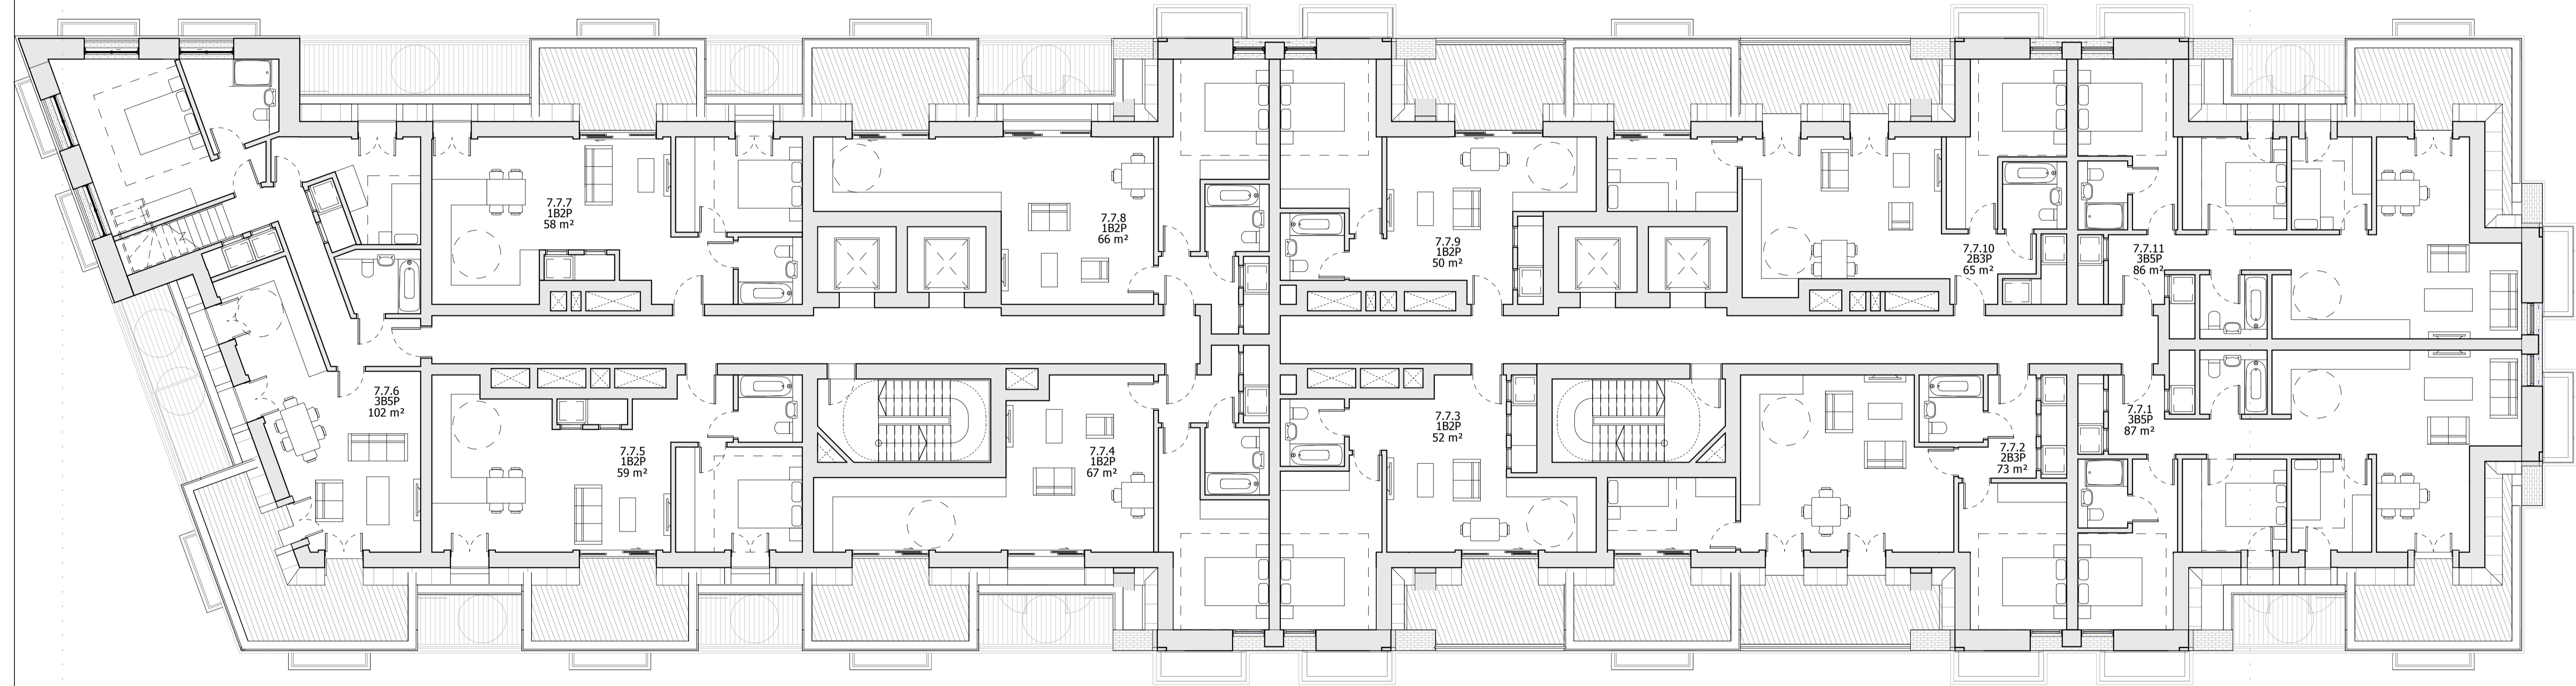 7.7.7
1B2P
58 m²
7.7.8
1B2P
66 m²
7.7.9
1B2P
50 m²
7.7.10
2B3P
65 m²
7.7.11
3B5P
86 m²
7.7.6
3B5P
102 m²
7.7.5
1B2P
59 m²
7.7.4
1B2P
67 m²
7.7.3
1B2P
52 m²
7.7.2
2B3P
73 m²
7.7.1
3B5P
87 m²